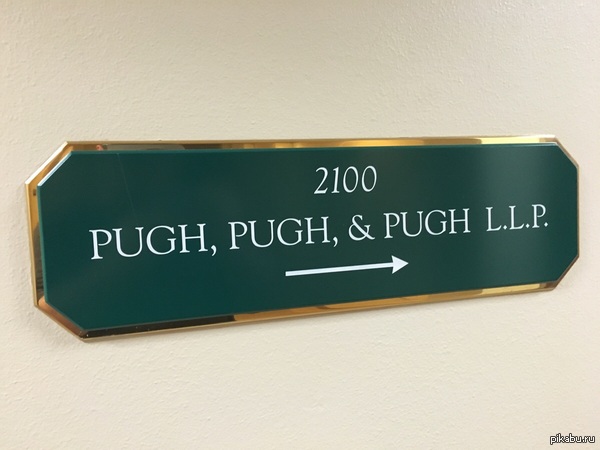 2100
PUGH, PUGH, & PUGH L.L.P.
pikabu.ru